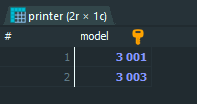 printer (2r × 1c)
# model
1 3 001
2 3 003